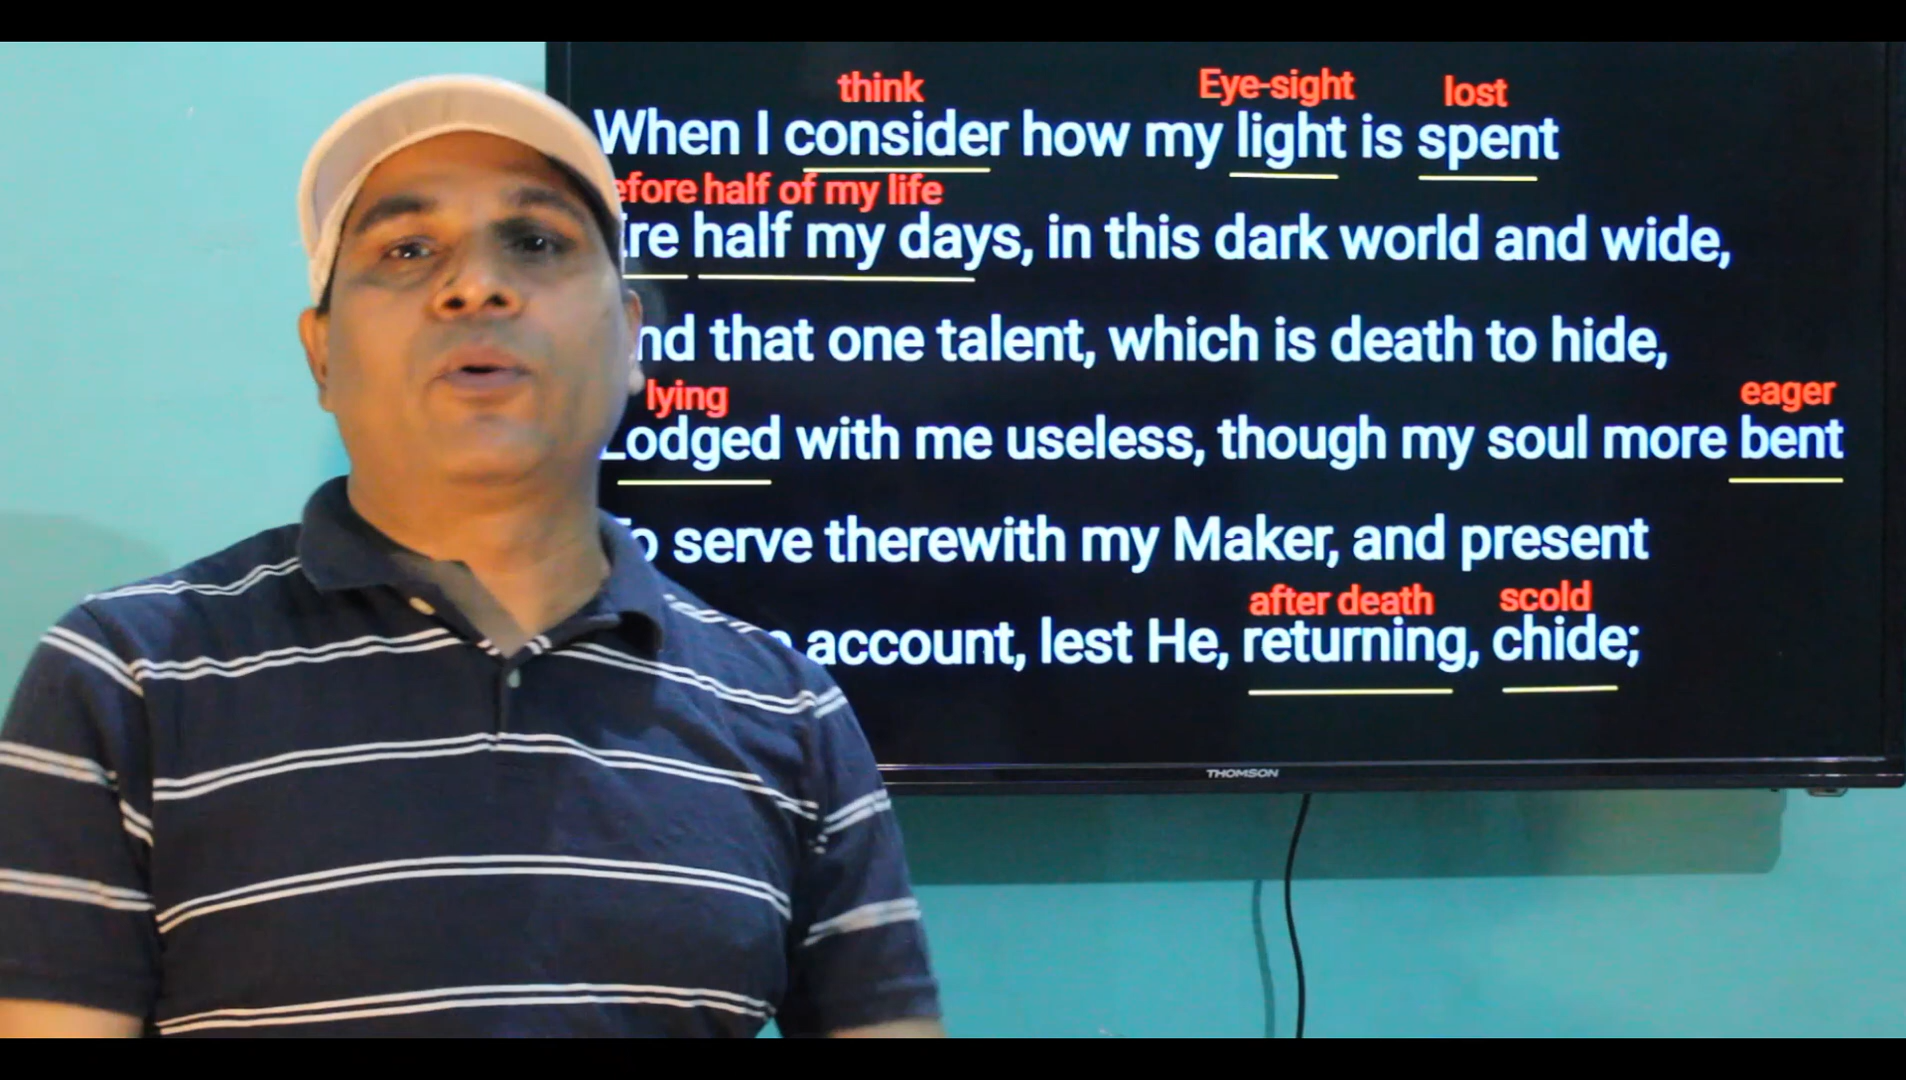 think Eye-sight lost
When I consider how my light is spent
efore half of my life
re half my days, in this dark world and wide,
nd that one talent, which is death to hide,
lying eager
Lodged with me useless, though my soul more bent
To serve therewith my Maker, and present
after death scold
account, lest He, returning, chide;
THOMSON